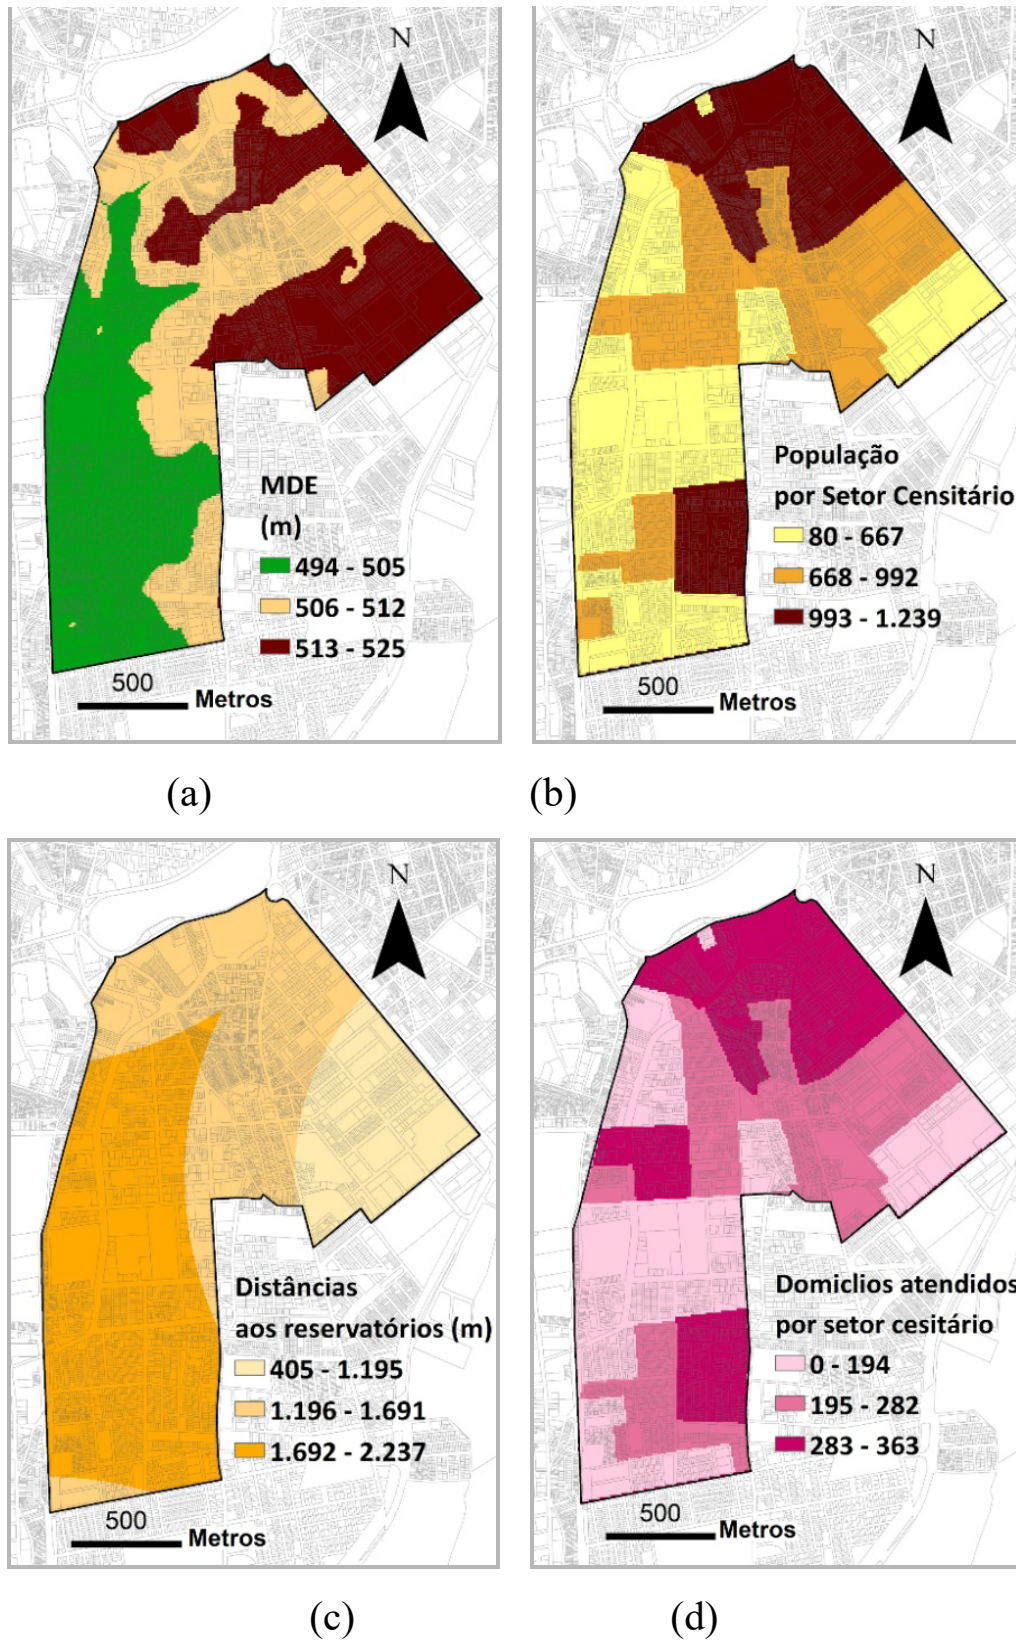 N
MDE
(m)
494 - 505
506 - 512
513 - 525
500
Metros
(a)
N
População
por Setor Censitário
80 - 667
668 - 992
993 - 1.239
500
Metros
(b)
N
Distâncias
aos reservatórios (m)
405 - 1.195
1.196 - 1.691
1.692 - 2.237
500
Metros
(c)
N
Domiclios atendidos
por setor cesitário
0 - 194
195 - 282
283 - 363
500
Metros
(d)